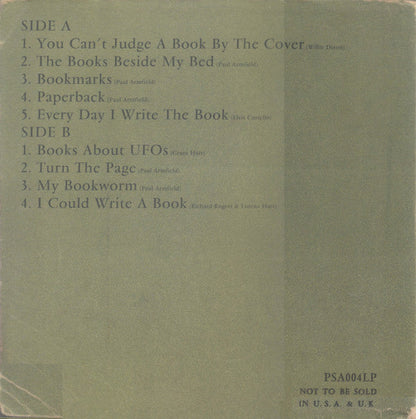 SIDE A
1. You Can't Judge A Book By The Cover (Willie Dixon)
2. The Books Beside My Bed (Paul Armfield)
3. Bookmarks (Paul Armfield)
4. Paperback (Paul Armfield)
5. Every Day I Write The Book (Elvis Costello)
SIDE B
1. Books About UFOs (Grant Hart)
2. Turn The Page (Paul Armfield)
3. My Bookworm (Paul Armfield)
4. I Could Write A Book (Richard Rogers & Lorenz Hart)
PSA004LP
NOT TO BE SOLD
IN U.S.A. & U.K.